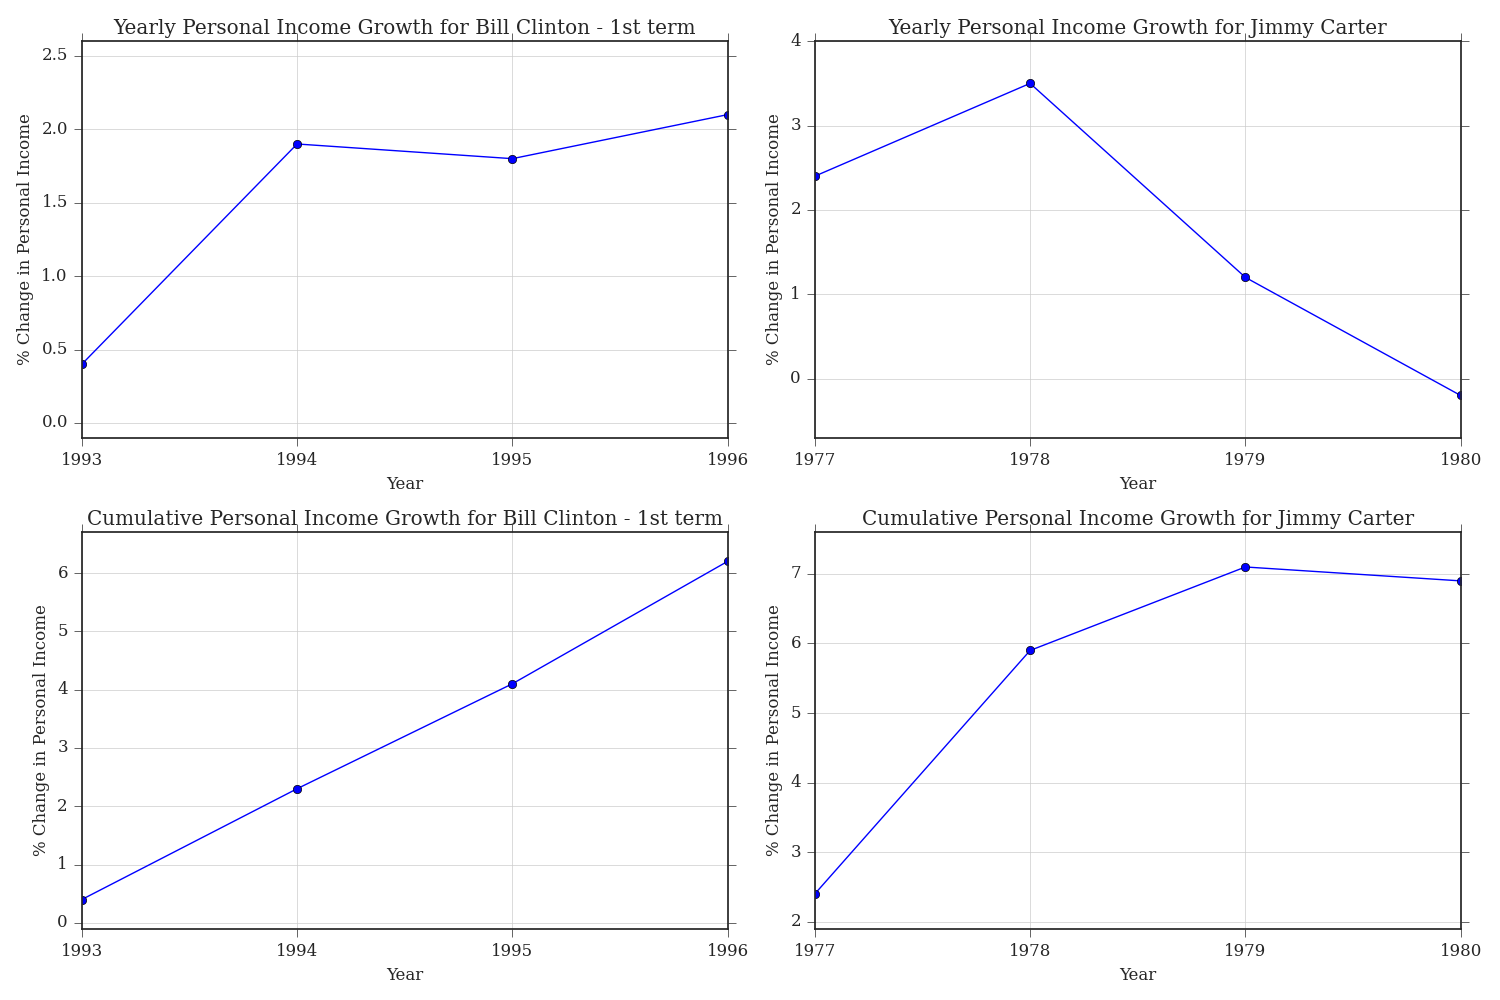 Yearly Personal Income Growth for Bill Clinton - 1st term
% Change in Personal Income
2.5
2.0
1.5
1.0
0.5
0.0
1993 1994 1995 1996
Year
Yearly Personal Income Growth for Jimmy Carter
% Change in Personal Income
4
3
2
1
0
1977 1978 1979 1980
Year
Cumulative Personal Income Growth for Bill Clinton - 1st term
% Change in Personal Income
6
5
4
3
2
1
0
1993 1994 1995 1996
Year
Cumulative Personal Income Growth for Jimmy Carter
% Change in Personal Income
7
6
5
4
3
2
1977 1978 1979 1980
Year